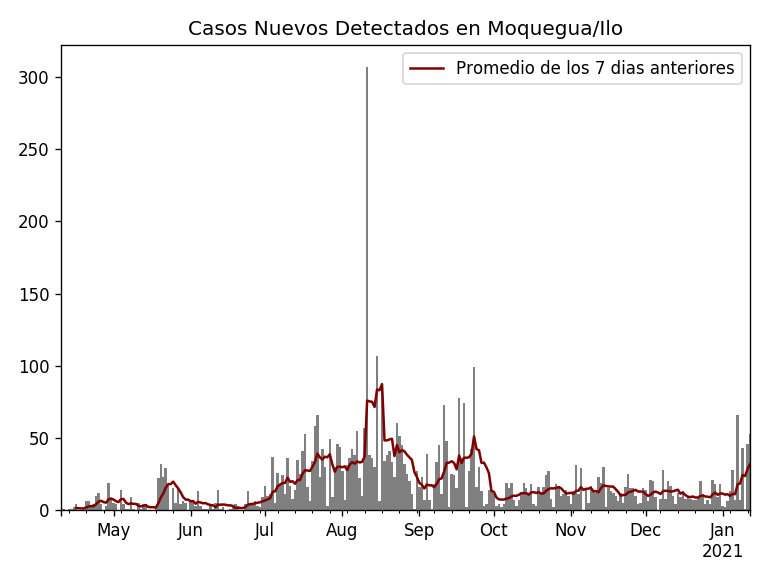 Casos Nuevos Detectados en Moquegua/Ilo
Promedio de los 7 dias anteriores
300
250
200
150
100
50
0
May Jun Jul Aug Sep Oct Nov Dec Jan
2021